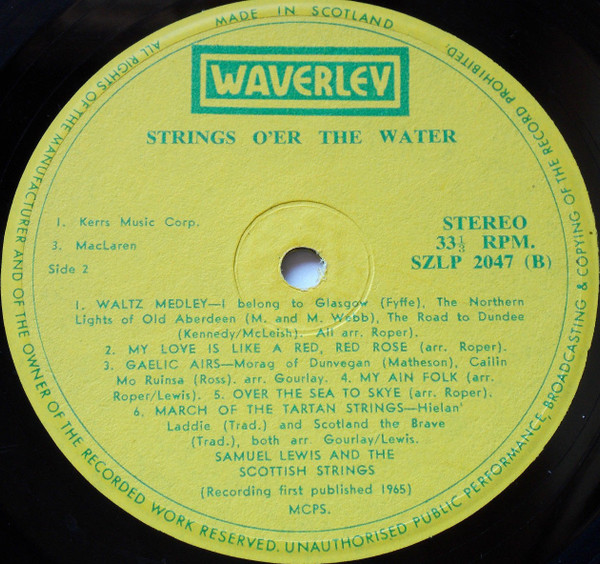 MADE IN SCOTLAND
WAVERLEY
STRINGS O'ER THE WATER
1. Kerrs Music Corp.
3. MacLaren
Side 2
STEREO
33⅓ RPM.
SZLP 2047 (B)
1. WALTZ MEDLEY—I belong to Glasgow (Fyffe), The Northern
Lights of Old Aberdeen (M. and M. Webb), The Road to Dundee
(Kennedy/McLeish). All arr. Roper).
2. MY LOVE IS LIKE A RED, RED ROSE (arr. Roper).
3. GAELIC AIRS—Morag of Dunvegan (Matheson), Cailin
Mo Ruinsa (Ross). arr. Gourlay. 4. MY AIN FOLK (arr.
Roper/Lewis). 5. OVER THE SEA TO SKYE (arr. Roper).
6. MARCH OF THE TARTAN STRINGS—Hielan'
Laddie (Trad.) and Scotland the Brave
(Trad.), both arr. Gourlay/Lewis.
SAMUEL LEWIS AND THE
SCOTTISH STRINGS
(Recording first published 1965)
MCPS.
ALL RIGHTS OF THE MANUFACTURER AND OF THE OWNER OF THE RECORDED WORK RESERVED. UNAUTHORISED PUBLIC PERFORMANCE, BROADCASTING & COPYING OF THE RECORD PROHIBITED.